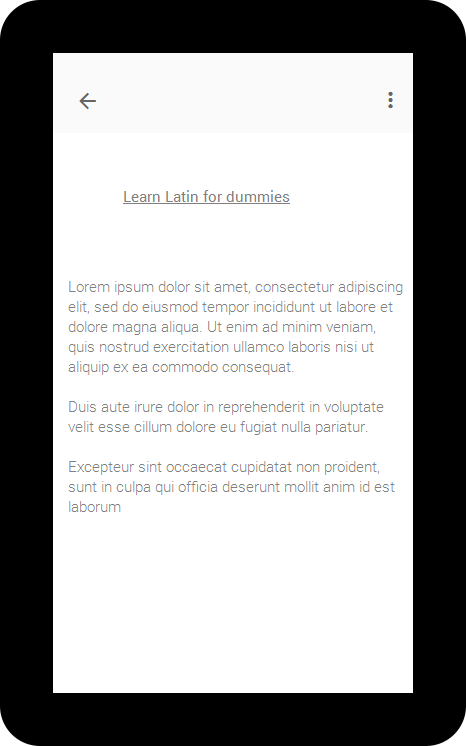 Learn Latin for dummies
Lorem ipsum dolor sit amet, consectetur adipiscing
elit, sed do eiusmod tempor incididunt ut labore et
dolore magna aliqua. Ut enim ad minim veniam,
quis nostrud exercitation ullamco laboris nisi ut
aliquip ex ea commodo consequat.
Duis aute irure dolor in reprehenderit in voluptate
velit esse cillum dolore eu fugiat nulla pariatur.
Excepteur sint occaecat cupidatat non proident,
sunt in culpa qui officia deserunt mollit anim id est
laborum